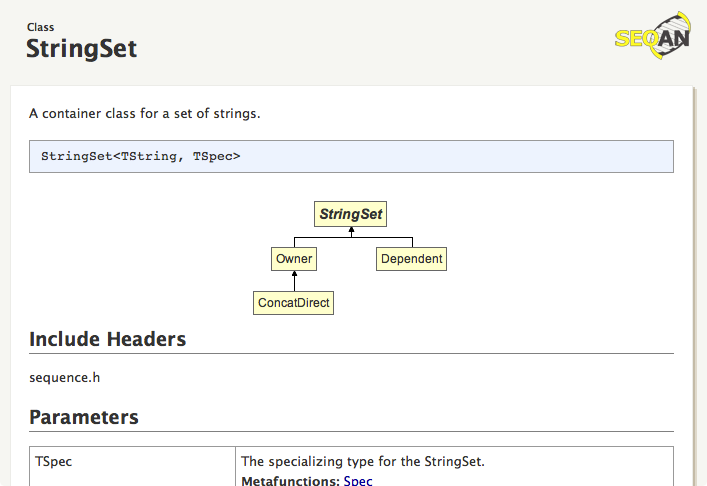 Class
StringSet
SEQAN
A container class for a set of strings.
StringSet<TString, TSpec>
StringSet
Owner Dependent
ConcatDirect
Include Headers
sequence.h
Parameters
TSpec The specializing type for the StringSet.
Metafunctions: Spec